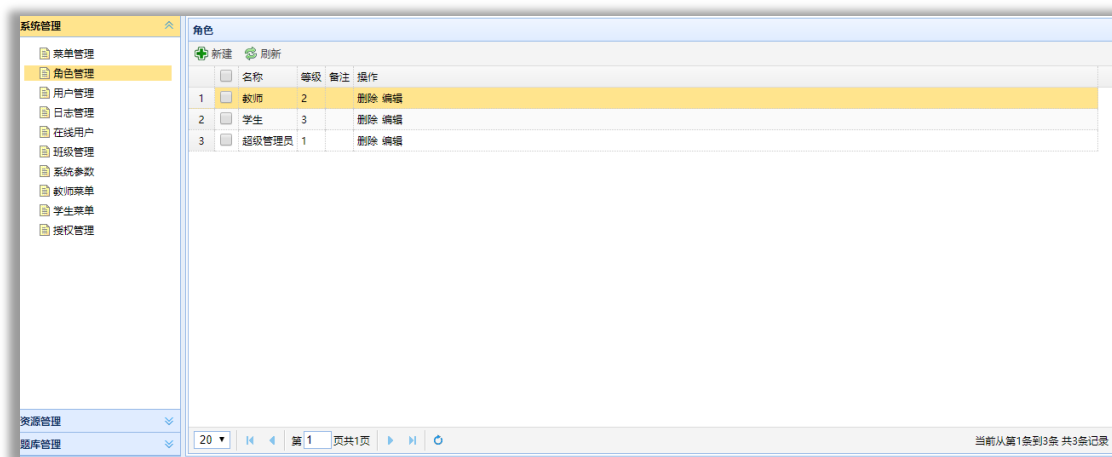 系统管理
菜单管理
角色管理
用户管理
日志管理
在线用户
班级管理
系统参数
教师菜单
学生菜单
授权管理
资源管理
题库管理
角色
新建 刷新
名称 等级 备注 操作
1 教师 2 删除 编辑
2 学生 3 删除 编辑
3 超级管理员 1 删除 编辑
20 第 1 页共1页 当前从第1条到3条 共3条记录